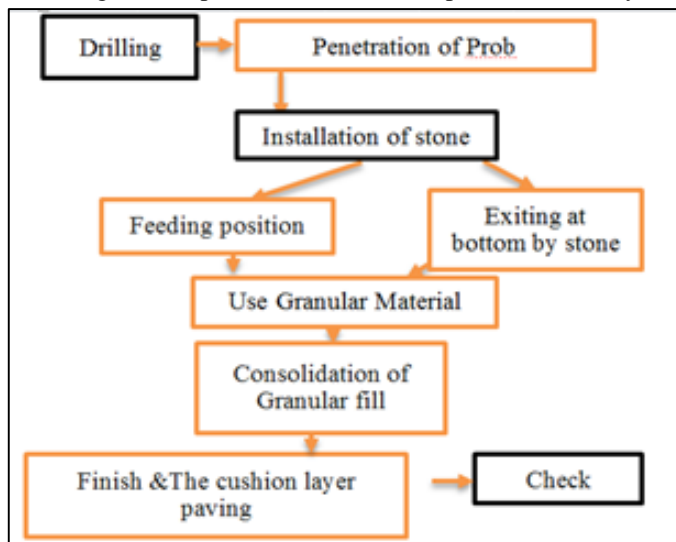 Drilling
Penetration of Prob
Installation of stone
Feeding position
Exiting at
bottom by stone
Use Granular Material
Consolidation of
Granular fill
Finish &The cushion layer
paving
Check